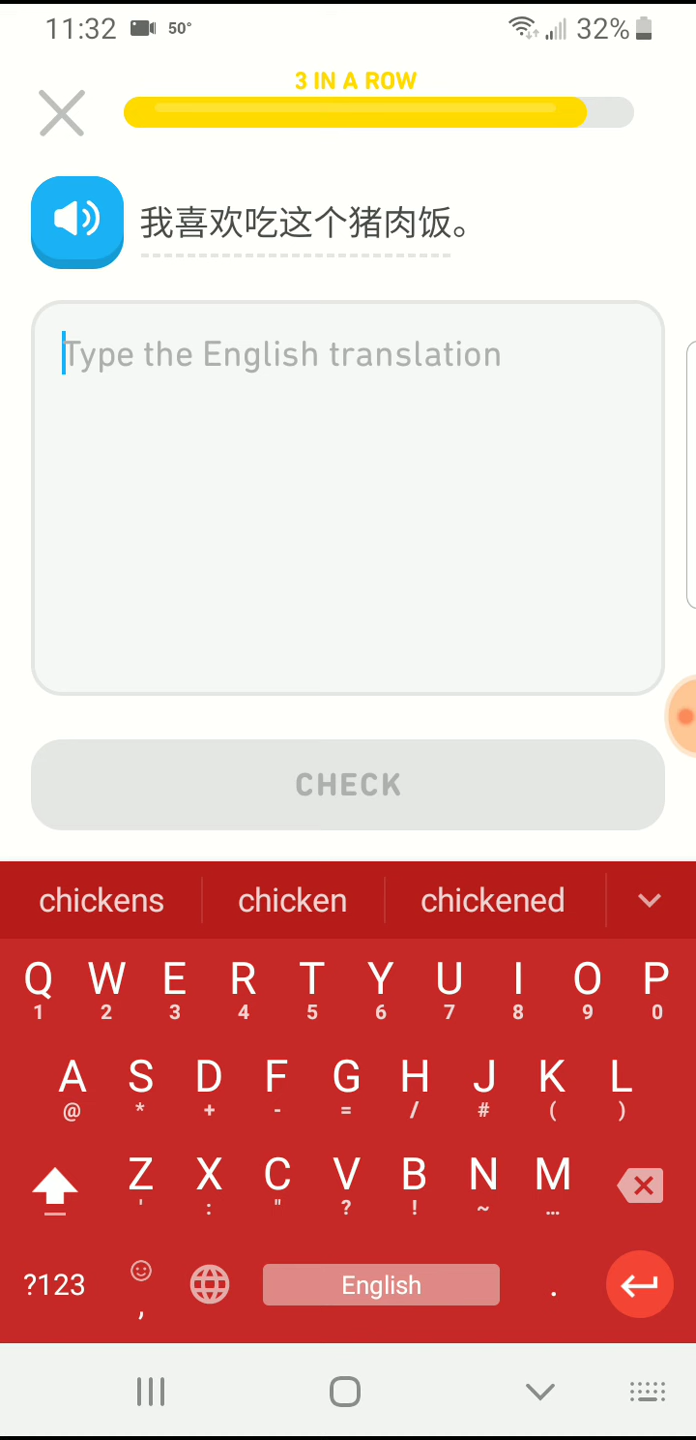 11:32 50° 32%
3 IN A ROW
我喜欢吃这个猪肉饭。
Type the English translation
CHECK
chickens chicken chickened
Q W E R T Y U I O P
1 2 3 4 5 6 7 8 9 0
A S D F G H J K L
@ * + - = / # ( )
Z X C V B N M
' : " ? ! ~ …
?123 , English .